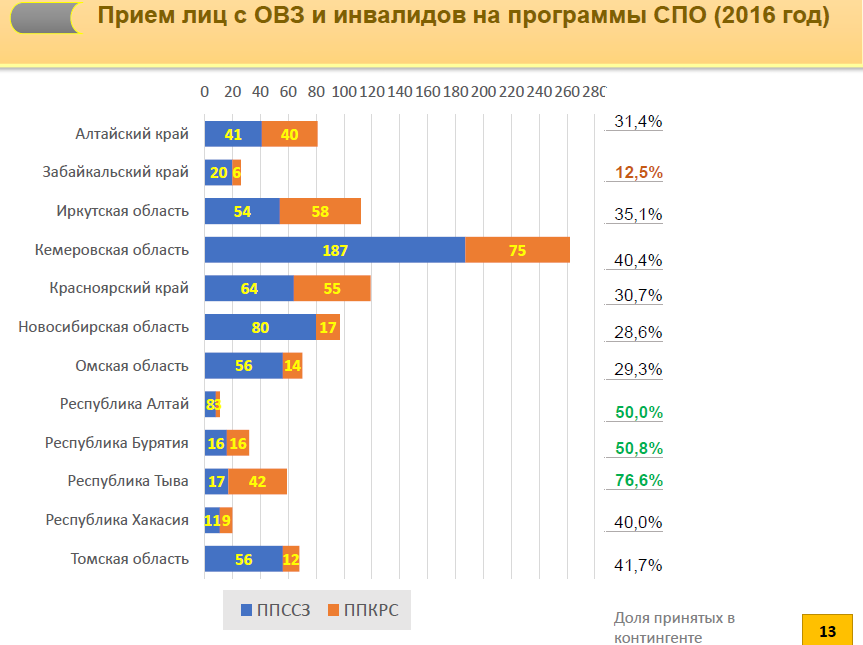 Прием лиц с ОВЗ и инвалидов на программы СПО (2016 год)
0 20 40 60 80 100 120 140 160 180 200 220 240 260 280
Алтайский край 41 40 31,4%
Забайкальский край 20 6 12,5%
Иркутская область 54 58 35,1%
Кемеровская область 187 75 40,4%
Красноярский край 64 55 30,7%
Новосибирская область 80 17 28,6%
Омская область 56 14 29,3%
Республика Алтай 8 3 50,0%
Республика Бурятия 16 16 50,8%
Республика Тыва 17 42 76,6%
Республика Хакасия 11 9 40,0%
Томская область 56 12 41,7%
ППССЗ ППКРС
Доля принятых в
контингенте
13